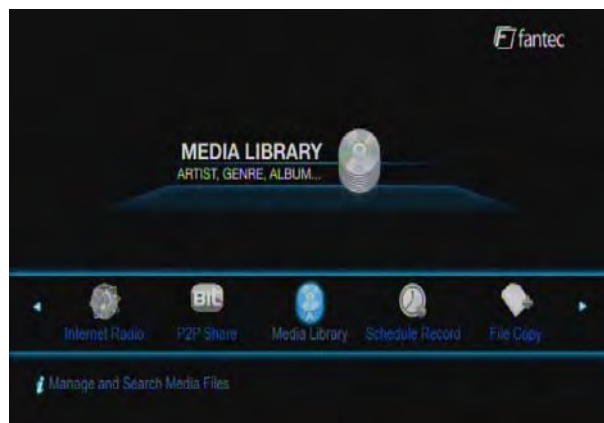 fantec
MEDIA LIBRARY
ARTIST, GENRE, ALBUM...
BIT
Internet Radio P2P Share Media Library Schedule Record File Copy
Manage and Search Media Files